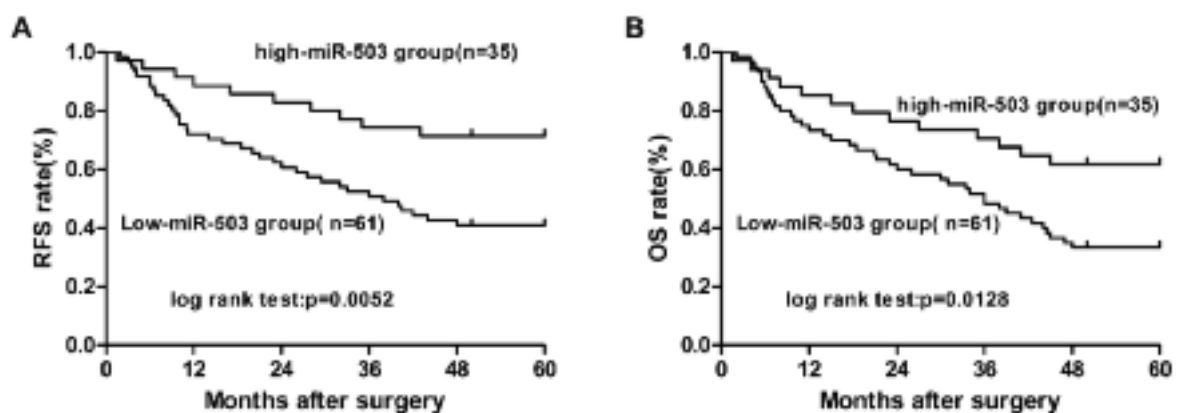 A
high-miR-503 group(n=35)
1.0
0.8
0.6
0.4
0.2
0.0
RFS rate(%)
Low-miR-503 group( n=61)
log rank test:p=0.0052
0 12 24 36 48 60
Months after surgery
B
high-miR-503 group(n=35)
1.0
0.8
0.6
0.4
0.2
0.0
OS rate(%)
Low-miR-503 group( n=61)
log rank test:p=0.0128
0 12 24 36 48 60
Months after surgery